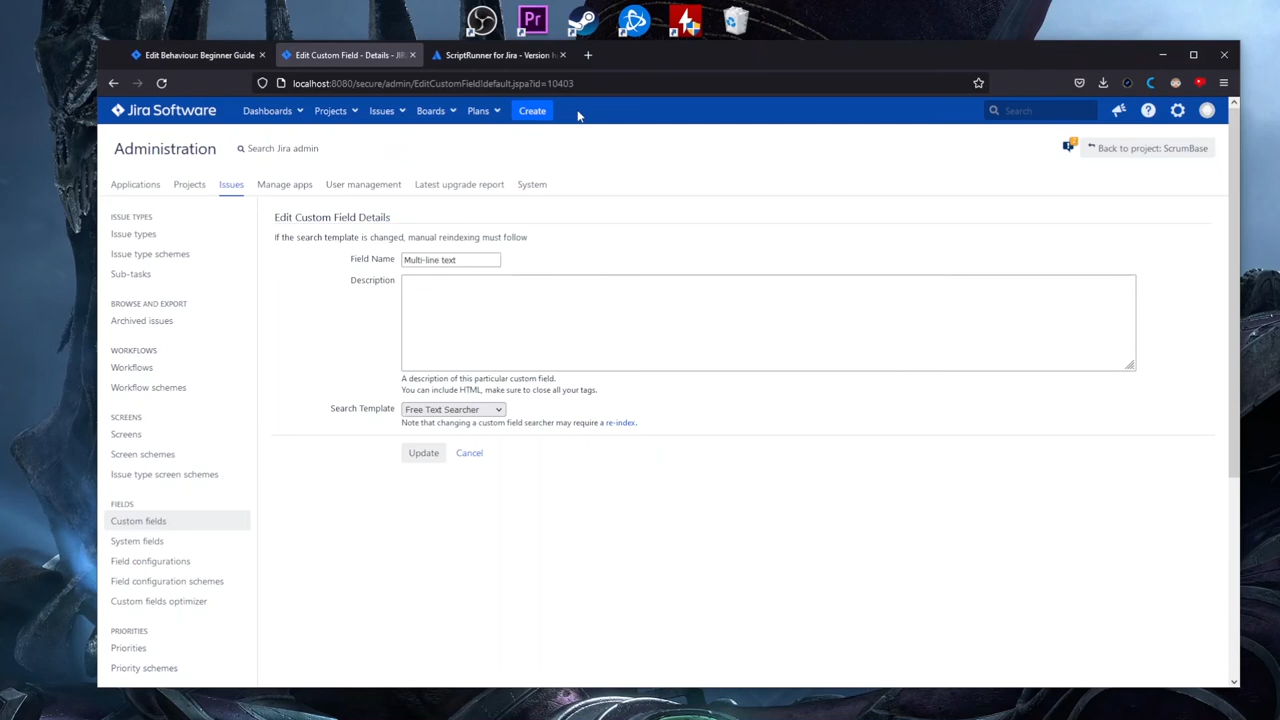 Pr
Edit Behaviour: Beginner Guide
Edit Custom Field - Details - JIR
ScriptRunner for Jira - Version h
localhost:8080/secure/admin/EditCustomField!default.jspa?id=10403
Jira Software
Dashboards
Projects
Issues
Boards
Plans
Create
Search
Administration
Search Jira admin
Back to project: ScrumBase
Applications
Projects
Issues
Manage apps
User management
Latest upgrade report
System
ISSUE TYPES
Issue types
Issue type schemes
Sub-tasks
BROWSE AND EXPORT
Archived issues
WORKFLOWS
Workflows
Workflow schemes
SCREENS
Screens
Screen schemes
Issue type screen schemes
FIELDS
Custom fields
System fields
Field configurations
Field configuration schemes
Custom fields optimizer
PRIORITIES
Priorities
Priority schemes
Edit Custom Field Details
If the search template is changed, manual reindexing must follow
Field Name
Multi-line text
Description
A description of this particular custom field.
You can include HTML, make sure to close all your tags.
Search Template
Free Text Searcher
Note that changing a custom field searcher may require a re-index.
Update
Cancel